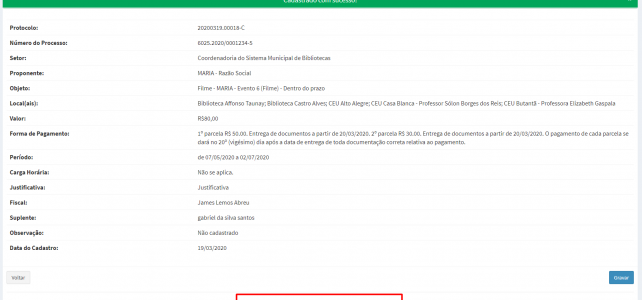 Cadastrado com sucesso!
Protocolo: 20200319.00018-C
Número do Processo: 6025.2020/0001234-5
Setor: Coordenadoria do Sistema Municipal de Bibliotecas
Proponente: MARIA - Razão Social
Objeto: Filme - MARIA - Evento 6 (Filme) - Dentro do prazo
Local(ais): Biblioteca Affonso Taunay; Biblioteca Castro Alves; CEU Alto Alegre; CEU Casa Blanca - Professor Sólon Borges dos Reis; CEU Butantã - Professora Elizabeth Gaspala
Valor: R$80,00
Forma de Pagamento: 1º parcela R$ 50,00. Entrega de documentos a partir de 20/03/2020. 2º parcela R$ 30,00. Entrega de documentos a partir de 20/03/2020. O pagamento de cada parcela se
dará no 20º (vigésimo) dia após a data de entrega de toda documentação correta relativa ao pagamento.
Período: de 07/05/2020 a 02/07/2020
Carga Horária: Não se aplica.
Justificativa: Justificativa
Fiscal: James Lemos Abreu
Suplente: gabriel da silva santos
Observação: Não cadastrado
Data do Cadastro: 19/03/2020
Voltar Gravar